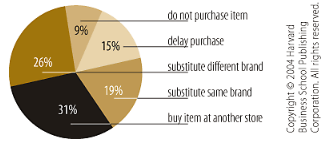 do not purchase item
9%
delay purchase
15%
26%
substitute different brand
substitute same brand
19%
31%
buy item at another store
Copyright © 2004 Harvard
Business School Publishing
Corporation. All rights reserved.